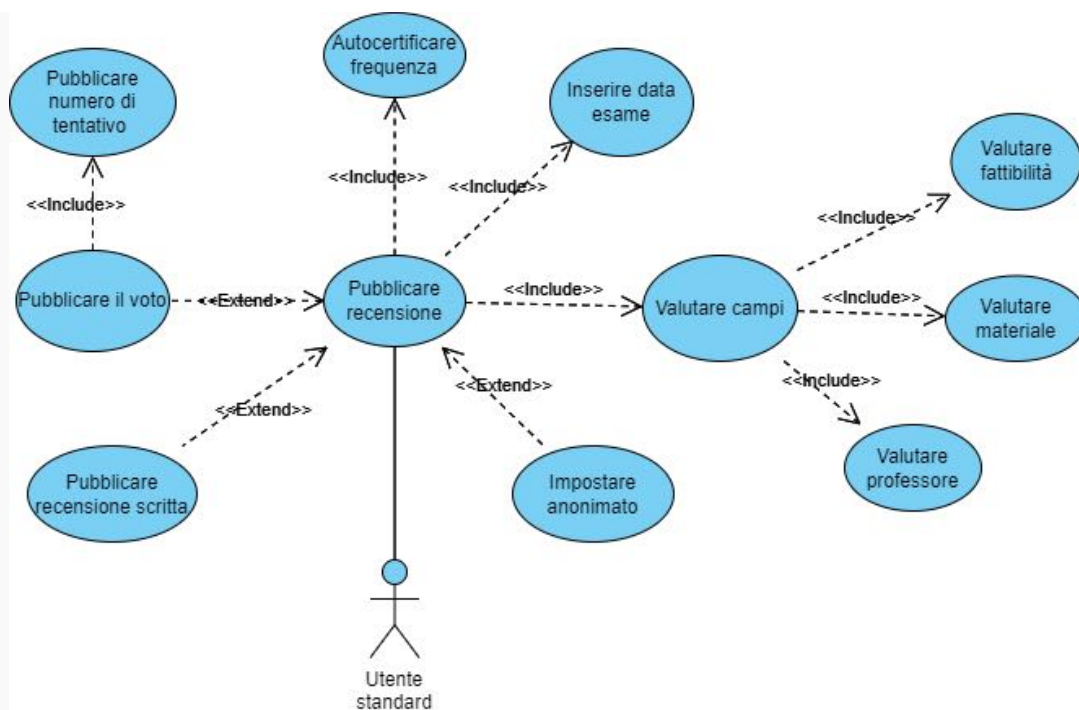 Autocertificare
frequenza
Pubblicare
numero di
tentativo
Inserire data
esame
Valutare
fattibilità
<<Include>>
<<Include>>
<<Include>>
<<Include>>
Pubblicare il voto
<<Extend>>
Pubblicare
recensione
<<Include>>
Valutare campi
<<Include>>
Valutare
materiale
<<Include>>
<<Extend>>
<<Extend>>
Valutare
professore
Pubblicare
recensione scritta
Impostare
anonimato
Utente
standard